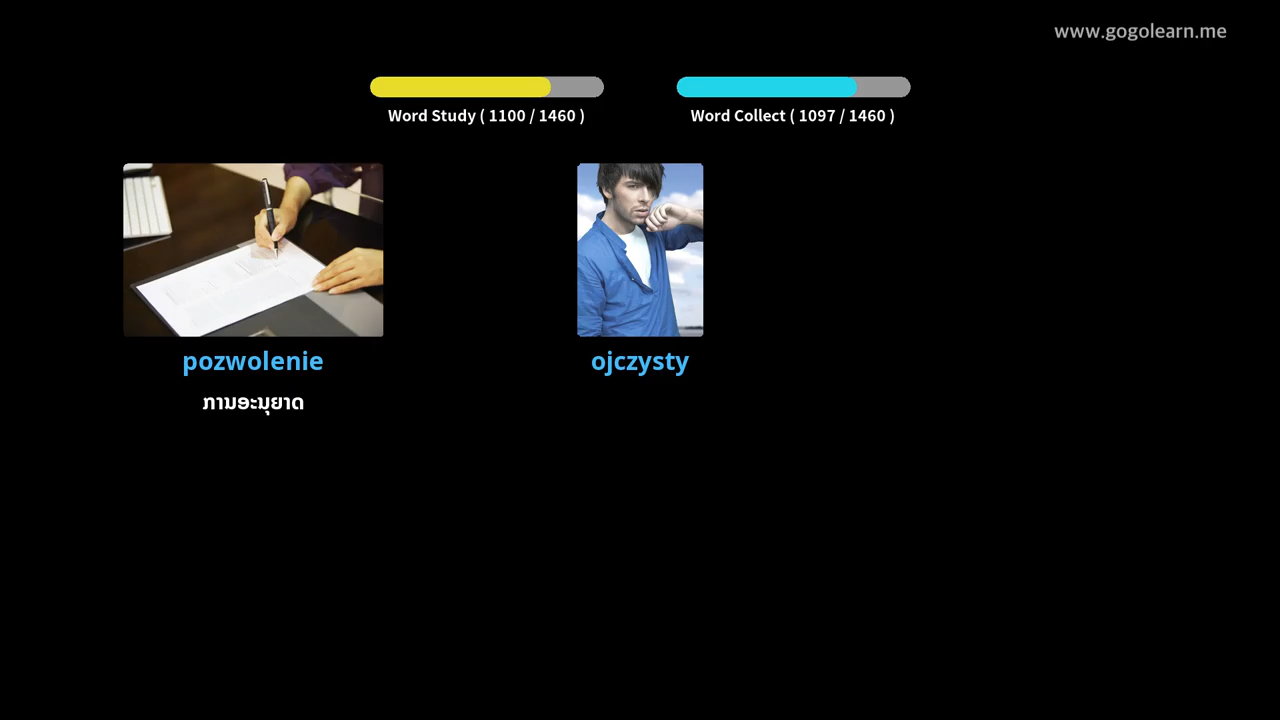 www.gogolearn.me
Word Study ( 1100 / 1460 )
Word Collect ( 1097 / 1460 )
pozwolenie
ojczysty
ການອະນຸຍາດ